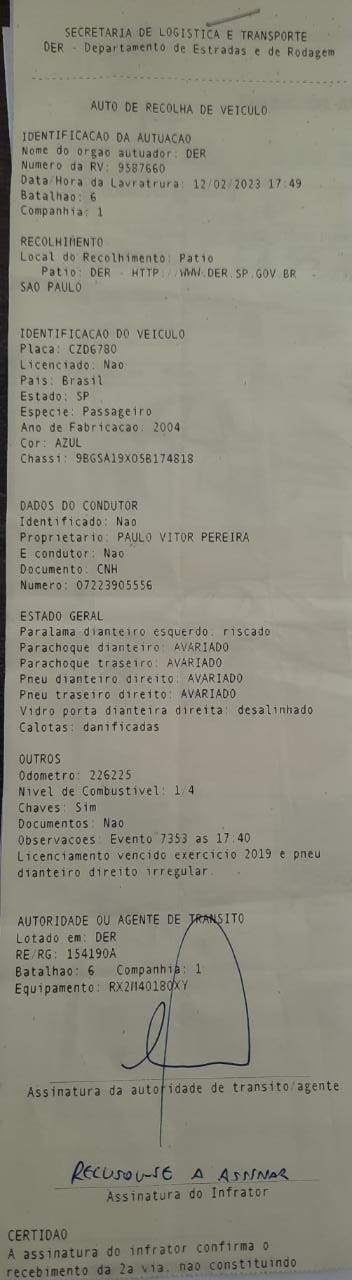 SECRETARIA DE LOGISTICA E TRANSPORTE
DER - Departamento de Estradas e de Rodagem
AUTO DE RECOLHA DE VEICULO
IDENTIFICACAO DA AUTUACAO
Nome do orgao autuador: DER
Numero da RV: 9587660
Data/Hora da Lavratrura: 12/02/2023 17:49
Batalhao: 6
Companhia: 1
RECOLHIMENTO
Local do Recolhimento: Patio
Patio: DER - HTTP://WWW.DER.SP.GOV.BR
SAO PAULO
IDENTIFICACAO DO VEICULO
Placa: CZD6780
Licenciado: Nao
Pais: Brasil
Estado: SP
Especie: Passageiro
Ano de Fabricacao: 2004
Cor: AZUL
Chassi: 9BGSA19X05B174818
DADOS DO CONDUTOR
Identificado: Nao
Proprietario: PAULO VITOR PEREIRA
E condutor: Nao
Documento: CNH
Numero: 07223905556
ESTADO GERAL
Paralama dianteiro esquerdo: riscado
Parachoque dianteiro: AVARIADO
Parachoque traseiro: AVARIADO
Pneu dianteiro direito: AVARIADO
Pneu traseiro direito: AVARIADO
Vidro porta dianteira direita: desalinhado
Calotas: danificadas
OUTROS
Odometro: 226225
Nivel de Combustivel: 1/4
Chaves: Sim
Documentos: Nao
Observacoes: Evento 7353 as 17:40
Licenciamento vencido exercicio 2019 e pneu
dianteiro direito irregular.
AUTORIDADE OU AGENTE DE TRANSITO
Lotado em: DER
RE/RG: 154190A
Batalhao: 6 Companhia: 1
Equipamento: RX2M40180XY
Assinatura da autoridade de transito/agente
RECUSOU-SE A ASSINAR
Assinatura do Infrator
CERTIDAO
A assinatura do infrator confirma o
recebimento da 2a via, nao constituindo